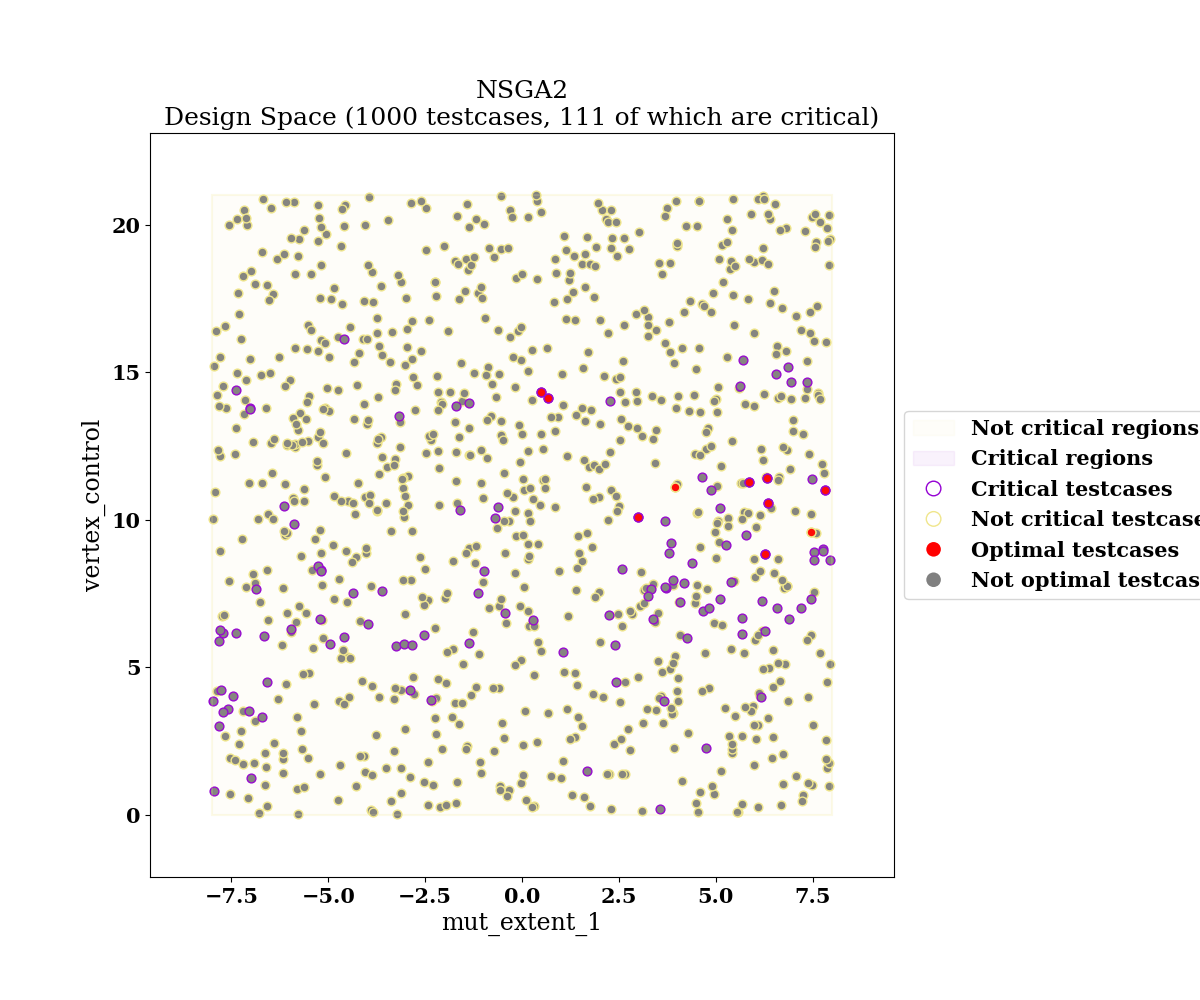 NSGA2
Design Space (1000 testcases, 111 of which are critical)
vertex_control
20
15
10
5
0
−7.5 −5.0 −2.5 0.0 2.5 5.0 7.5
mut_extent_1
Not critical regions
Critical regions
Critical testcases
Not critical testcase
Optimal testcases
Not optimal testcas